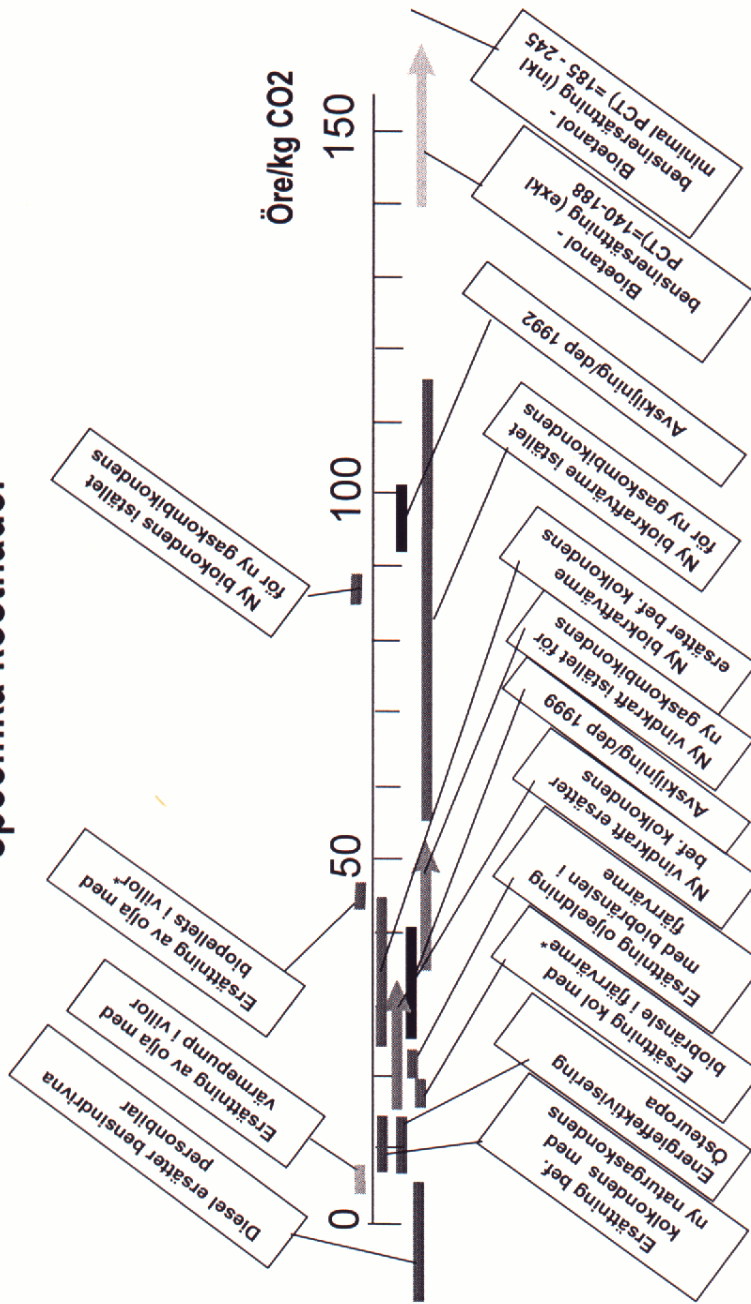 Diesel ersätter bensindrivna
personbilar
Ersättning av olja med
värmepump i villor
Ersättning av olja med
biopellets i villor*
Ny biokondens istället
för ny gaskombikondens
Öre/kg CO2
0
50
100
150
Ersättning bef.
kolkondens med
ny naturgaskondens
Energieffektivisering
Östeuropa
Ersättning kol med
biobränsle i fjärrvärme*
Ersättning oljeeldning
med biobränslen i
fjärrvärme
Ny vindkraft ersätter
bef. kolkondens
Avskiljning/dep 1999
Ny vindkraft istället för
ny gaskombikondens
Ny biokraftvärme
ersätter bef. kolkondens
Ny biokraftvärme istället
för ny gaskombikondens
Avskiljning/dep 1992
Bioetanol -
bensinersättning (exkl
PCT)=140-188
Bioetanol -
bensinersättning (inkl
minimal PCT) =185 - 245